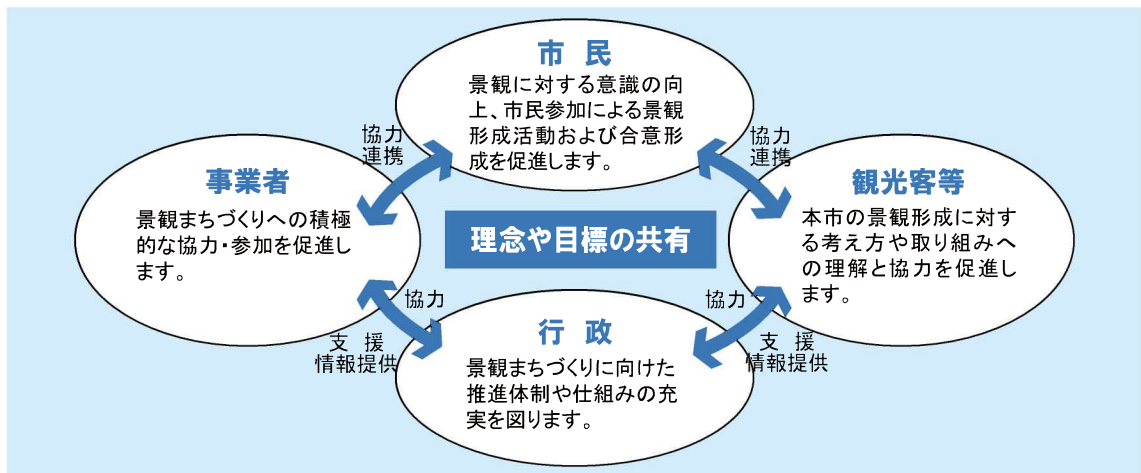 市 民
景観に対する意識の向
上、市民参加による景観
形成活動および合意形
成を促進します。
協力
連携
協力
連携
事業者
景観まちづくりへの積極
的な協力・参加を促進し
ます。
観光客等
本市の景観形成に対す
る考え方や取り組みへ
の理解と協力を促進し
ます。
理念や目標の共有
協力
支 援
情報提供
協力
支 援
情報提供
行 政
景観まちづくりに向けた
推進体制や仕組みの充
実を図ります。